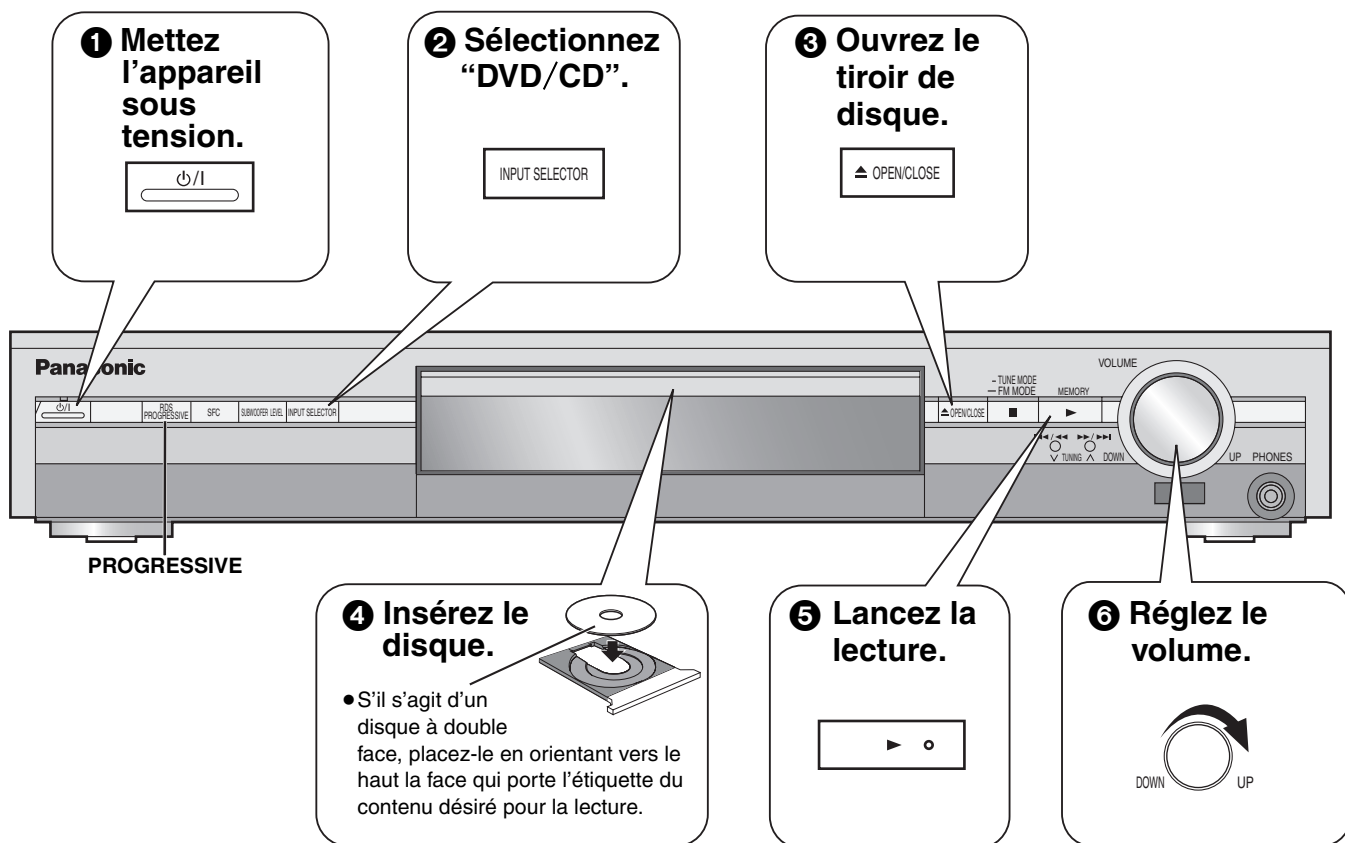 ❶ Mettez
l'appareil
sous
tension.
⏻/I
❷ Sélectionnez
“DVD/CD”.
INPUT SELECTOR
❸ Ouvrez le
tiroir de
disque.
⏏ OPEN/CLOSE
Panasonic
⏻/I
RDS
PROGRESSIVE
SFC
SUBWOOFER LEVEL
INPUT SELECTOR
⏏ OPEN/CLOSE
– TUNE MODE
— FM MODE
■
MEMORY
►
VOLUME
∨ TUNING ∧
DOWN
UP
PHONES
PROGRESSIVE
❹ Insérez le
disque.
●S'il s'agit d'un
disque à double
face, placez-le en orientant vers le
haut la face qui porte l'étiquette du
contenu désiré pour la lecture.
❺ Lancez la
lecture.
❻ Réglez le
volume.
DOWN
UP